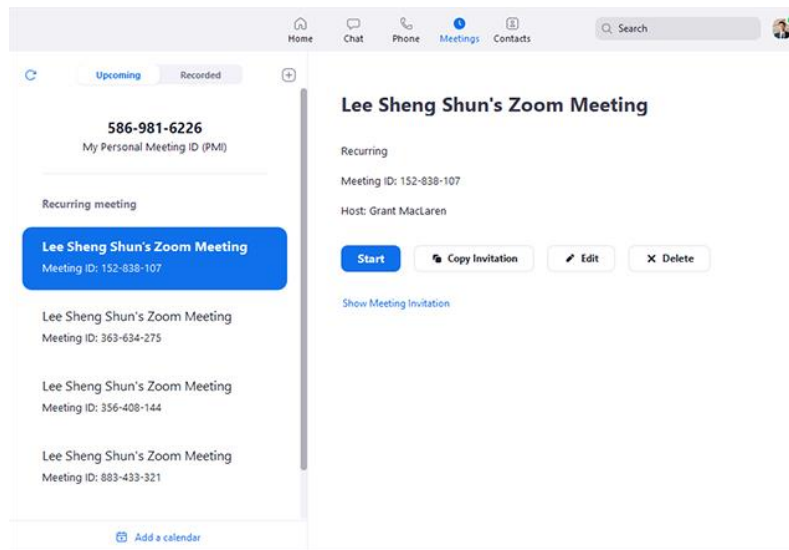 Home Chat Phone Meetings Contacts Search
Upcoming Recorded
586-981-6226
My Personal Meeting ID (PMI)
Recurring meeting
Lee Sheng Shun's Zoom Meeting
Meeting ID: 152-838-107
Lee Sheng Shun's Zoom Meeting
Meeting ID: 363-634-275
Lee Sheng Shun's Zoom Meeting
Meeting ID: 356-408-144
Lee Sheng Shun's Zoom Meeting
Meeting ID: 883-433-321
Add a calendar
Lee Sheng Shun's Zoom Meeting
Recurring
Meeting ID: 152-838-107
Host: Grant MacLaren
Start Copy Invitation Edit Delete
Show Meeting Invitation